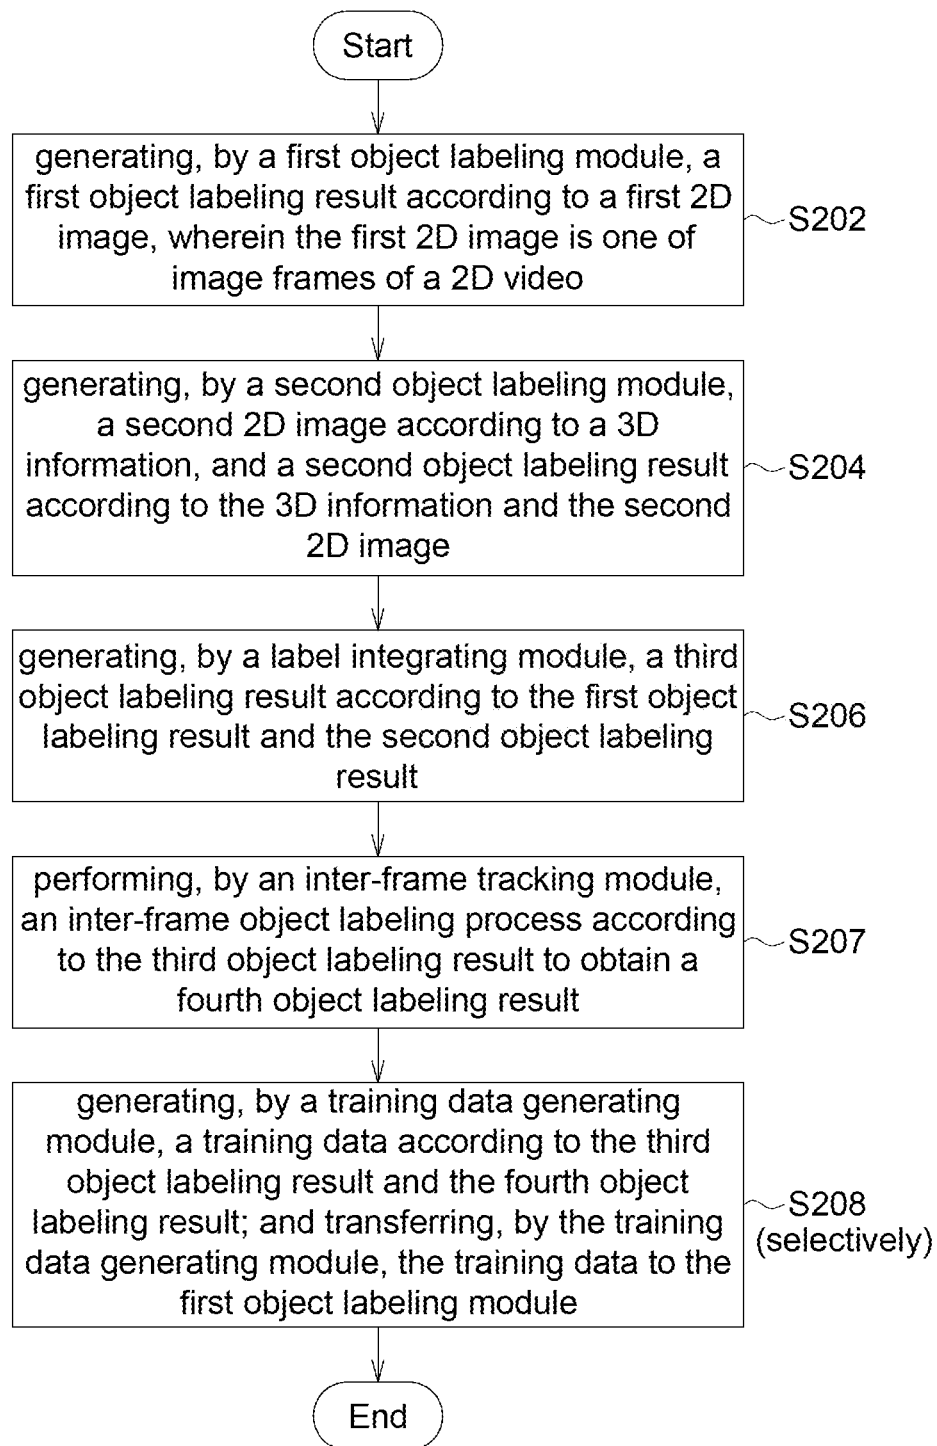 Start
generating, by a first object labeling module, a
first object labeling result according to a first 2D
image, wherein the first 2D image is one of
image frames of a 2D video
S202
generating, by a second object labeling module,
a second 2D image according to a 3D
information, and a second object labeling result
according to the 3D information and the second
2D image
S204
generating, by a label integrating module, a third
object labeling result according to the first object
labeling result and the second object labeling
result
S206
performing, by an inter-frame tracking module,
an inter-frame object labeling process according
to the third object labeling result to obtain a
fourth object labeling result
S207
generating, by a training data generating
module, a training data according to the third
object labeling result and the fourth object
labeling result; and transferring, by the training
data generating module, the training data to the
first object labeling module
S208
(selectively)
End